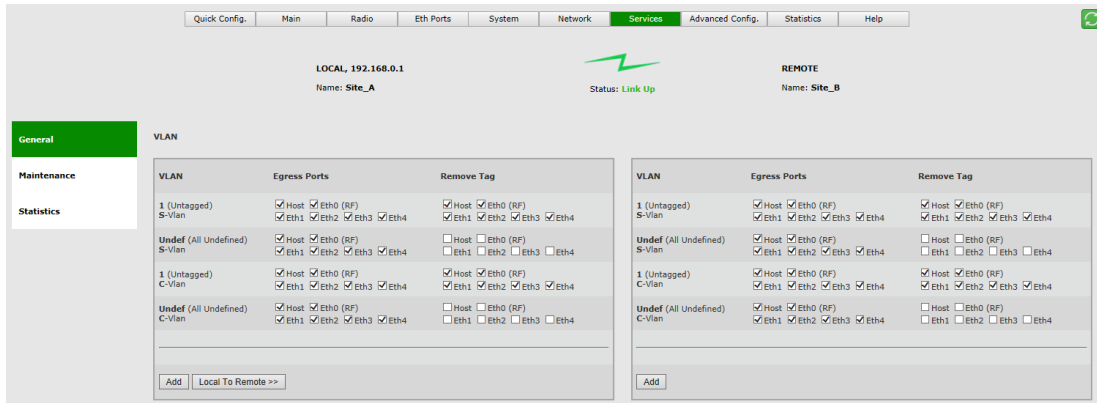 Quick Config. Main Radio Eth Ports System Network Services Advanced Config. Statistics Help
LOCAL, 192.168.0.1
Name: Site_A
Status: Link Up
REMOTE
Name: Site_B
General
Maintenance
Statistics
VLAN
VLAN Egress Ports Remove Tag
1 (Untagged) Host Eth0 (RF) Host Eth0 (RF)
S-Vlan Eth1 Eth2 Eth3 Eth4 Eth1 Eth2 Eth3 Eth4
Undef (All Undefined) Host Eth0 (RF) Host Eth0 (RF)
S-Vlan Eth1 Eth2 Eth3 Eth4 Eth1 Eth2 Eth3 Eth4
1 (Untagged) Host Eth0 (RF) Host Eth0 (RF)
C-Vlan Eth1 Eth2 Eth3 Eth4 Eth1 Eth2 Eth3 Eth4
Undef (All Undefined) Host Eth0 (RF) Host Eth0 (RF)
C-Vlan Eth1 Eth2 Eth3 Eth4 Eth1 Eth2 Eth3 Eth4
Add Local To Remote >>
VLAN Egress Ports Remove Tag
1 (Untagged) Host Eth0 (RF) Host Eth0 (RF)
S-Vlan Eth1 Eth2 Eth3 Eth4 Eth1 Eth2 Eth3 Eth4
Undef (All Undefined) Host Eth0 (RF) Host Eth0 (RF)
S-Vlan Eth1 Eth2 Eth3 Eth4 Eth1 Eth2 Eth3 Eth4
1 (Untagged) Host Eth0 (RF) Host Eth0 (RF)
C-Vlan Eth1 Eth2 Eth3 Eth4 Eth1 Eth2 Eth3 Eth4
Undef (All Undefined) Host Eth0 (RF) Host Eth0 (RF)
C-Vlan Eth1 Eth2 Eth3 Eth4 Eth1 Eth2 Eth3 Eth4
Add